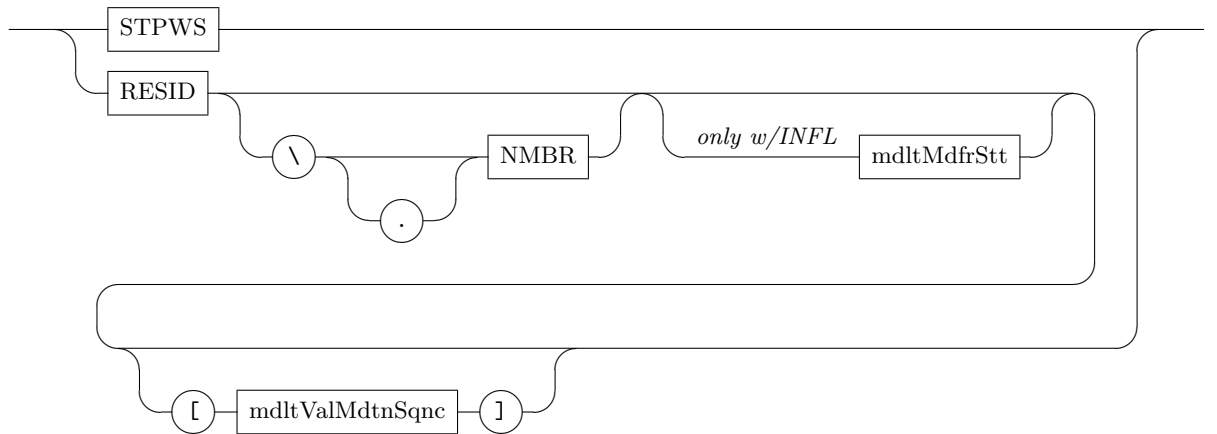 STPWS
RESID
only w/INFL
\ NMBR mdltMdfrStt
.
[ mdltValMdtnSqnc ]